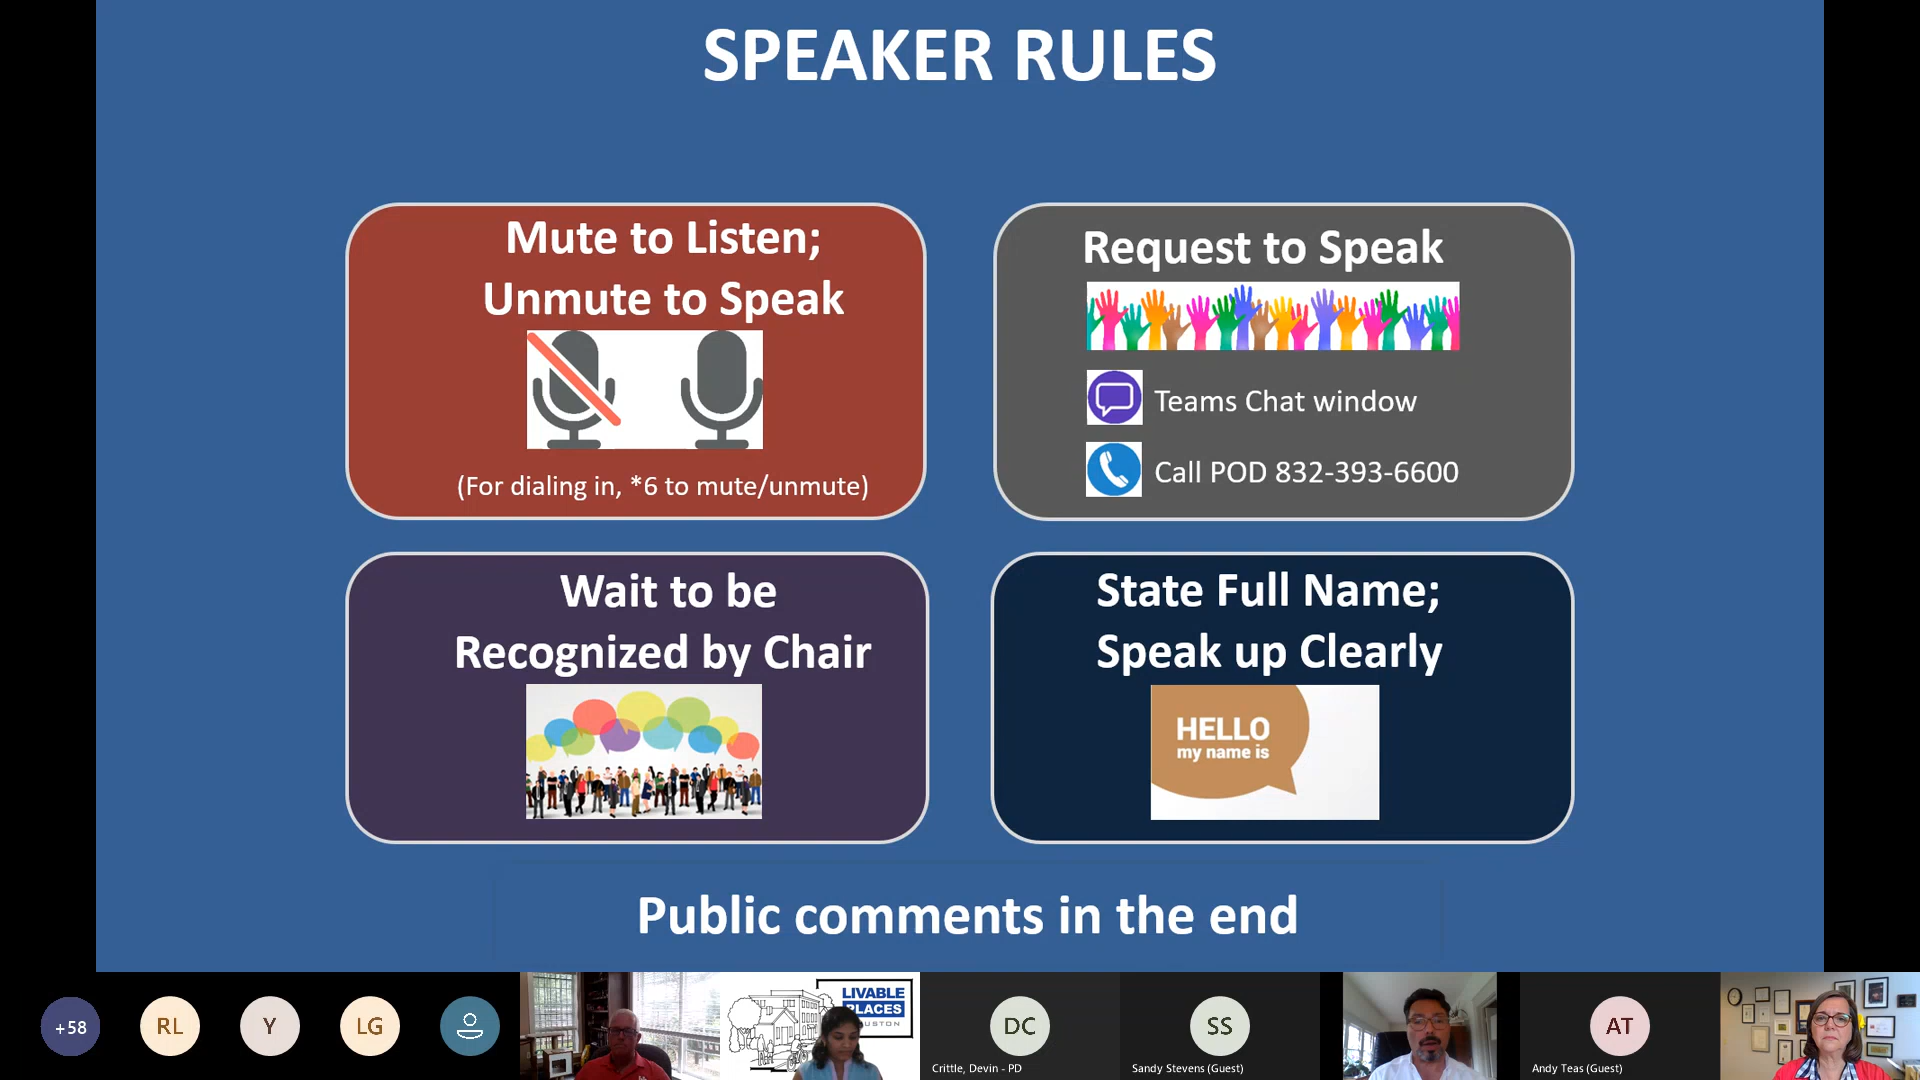 SPEAKER RULES
Mute to Listen;
Unmute to Speak
(For dialing in, *6 to mute/unmute)
Request to Speak
Teams Chat window
Call POD 832-393-6600
Wait to be
Recognized by Chair
State Full Name;
Speak up Clearly
HELLO
my name is
Public comments in the end
+58
RL
Y
LG
LIVABLE
PLACES
USTON
DC
Crittle, Devin - PD
SS
Sandy Stevens (Guest)
AT
Andy Teas (Guest)